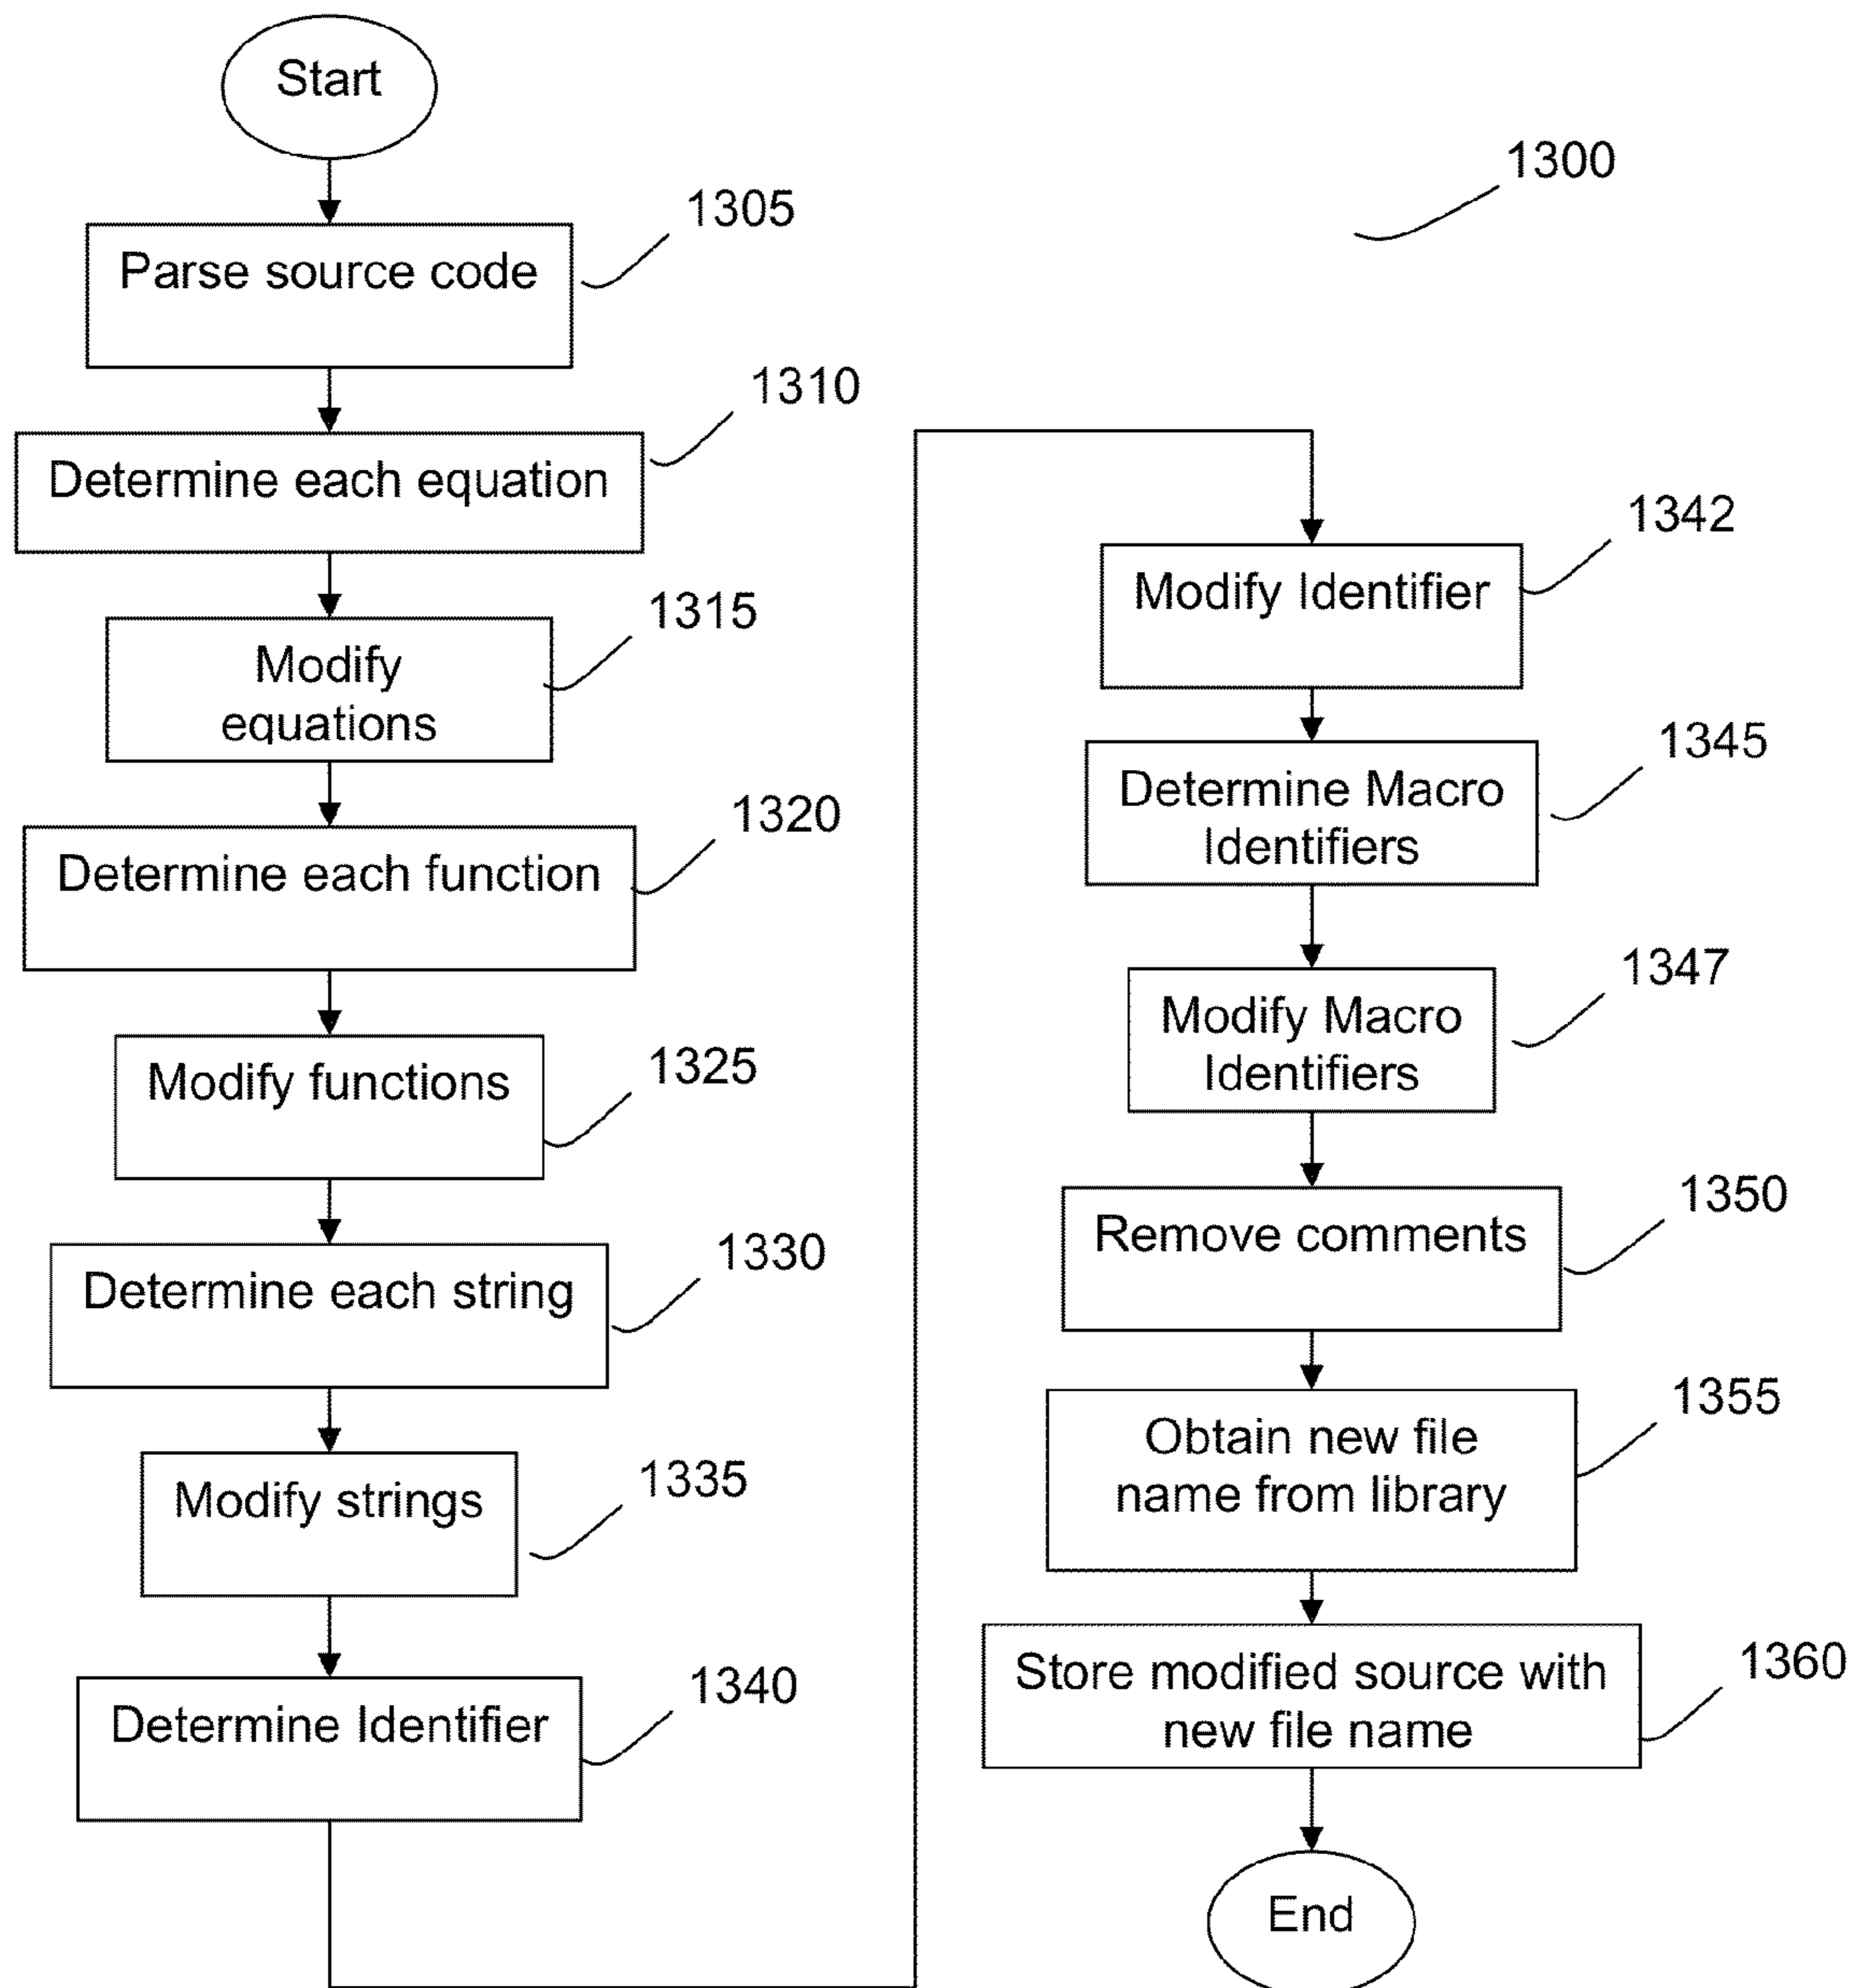 Start
1305
Parse source code
1310
Determine each equation
1315
Modify
equations
1320
Determine each function
1325
Modify functions
1330
Determine each string
1335
Modify strings
1340
Determine Identifier
1300
1342
Modify Identifier
1345
Determine Macro
Identifiers
1347
Modify Macro
Identifiers
1350
Remove comments
1355
Obtain new file
name from library
1360
Store modified source with
new file name
End